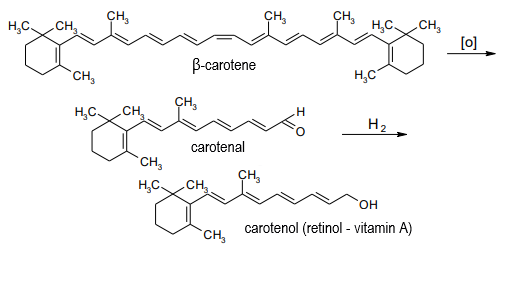 CH₃ CH₃ CH₃
H₃C CH₃ H₃C CH₃
[o]
β-carotene
CH₃ H₃C
CH₃
H₃C CH₃ H
O
H₂
carotenal
CH₃
CH₃
H₃C CH₃
OH
CH₃ carotenol (retinol - vitamin A)